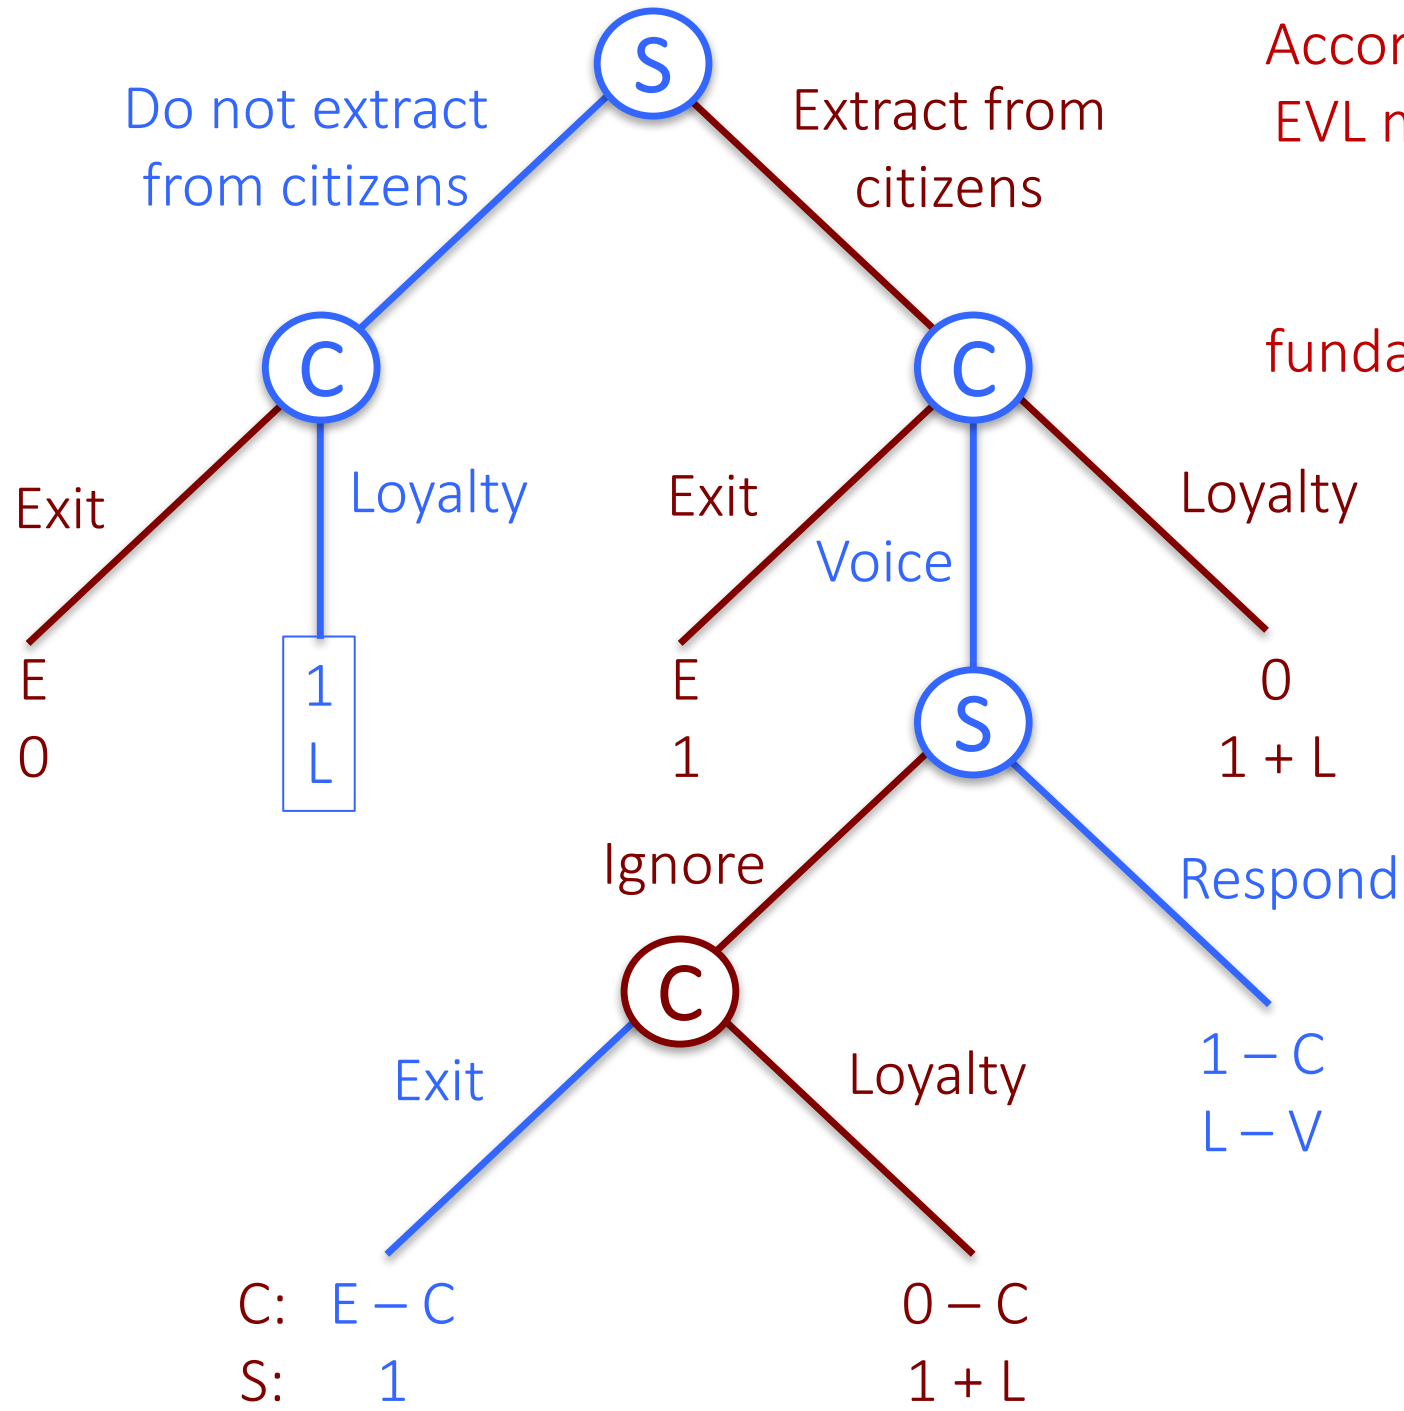 S
Do not extract
from citizens
Extract from
citizens
EVL
C
C
Exit
Loyalty
Exit
Voice
Loyalty
E
0
1
L
E
1
S
0
1 + L
Ignore
Respond
C
Exit
Loyalty
1 – C
L – V
C: E – C
S: 1
0 – C
1 + L